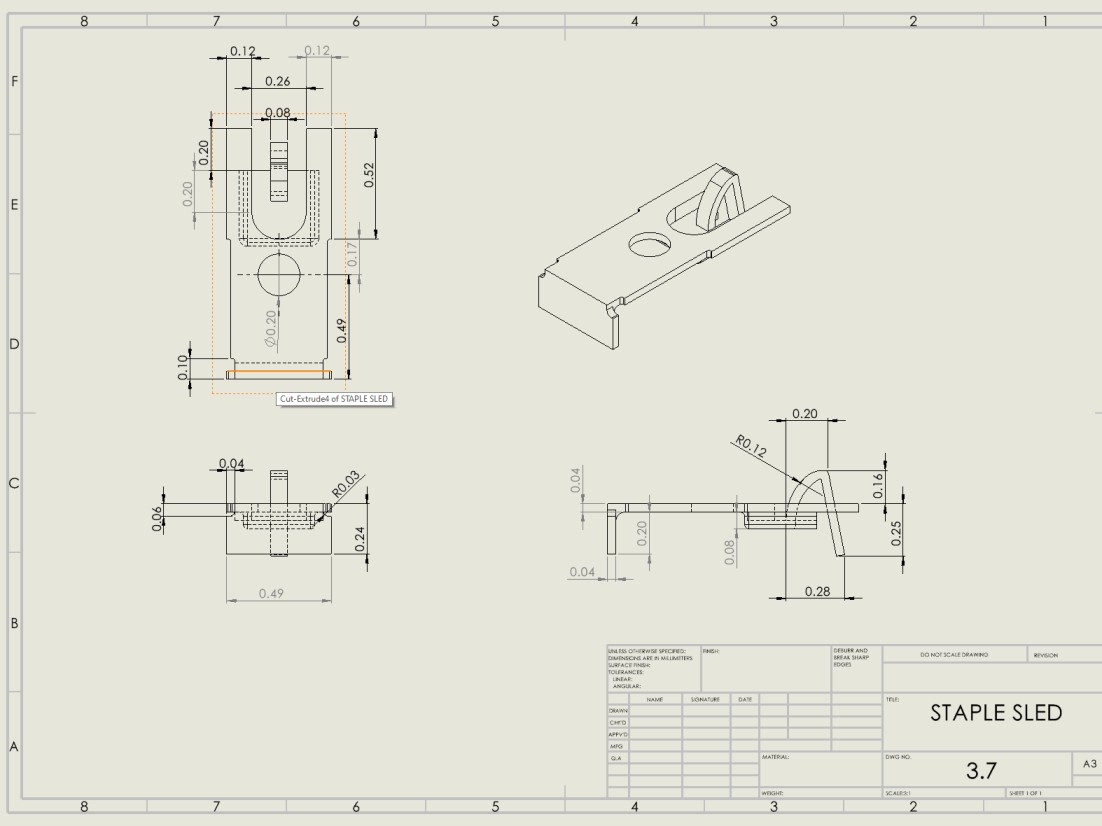 8 7 6 5 4 3 2 1
F
E
D
C
B
A
0.12
0.12
0.26
0.08
0.20
0.20
0.52
0.17
0.49
∅0.20
0.10
Cut-Extrude4 of STAPLE SLED
0.04
R0.03
0.06
0.24
0.49
0.20
R0.12
0.04
0.16
0.20
0.08
0.25
0.04
0.28
UNLESS OTHERWISE SPECIFIED:
DIMENSIONS ARE IN MILLIMETERS
SURFACE FINISH:
TOLERANCES:
LINEAR:
ANGULAR:
FINISH:
DEBURR AND
BREAK SHARP
EDGES
DO NOT SCALE DRAWING
REVISION
NAME SIGNATURE DATE
DRAWN
CHK'D
APPV'D
MFG
Q.A
TITLE:
STAPLE SLED
MATERIAL:
DWG NO.
3.7
A3
WEIGHT:
SCALE:3:1
SHEET 1 OF 1
8 7 6 5 4 3 2 1